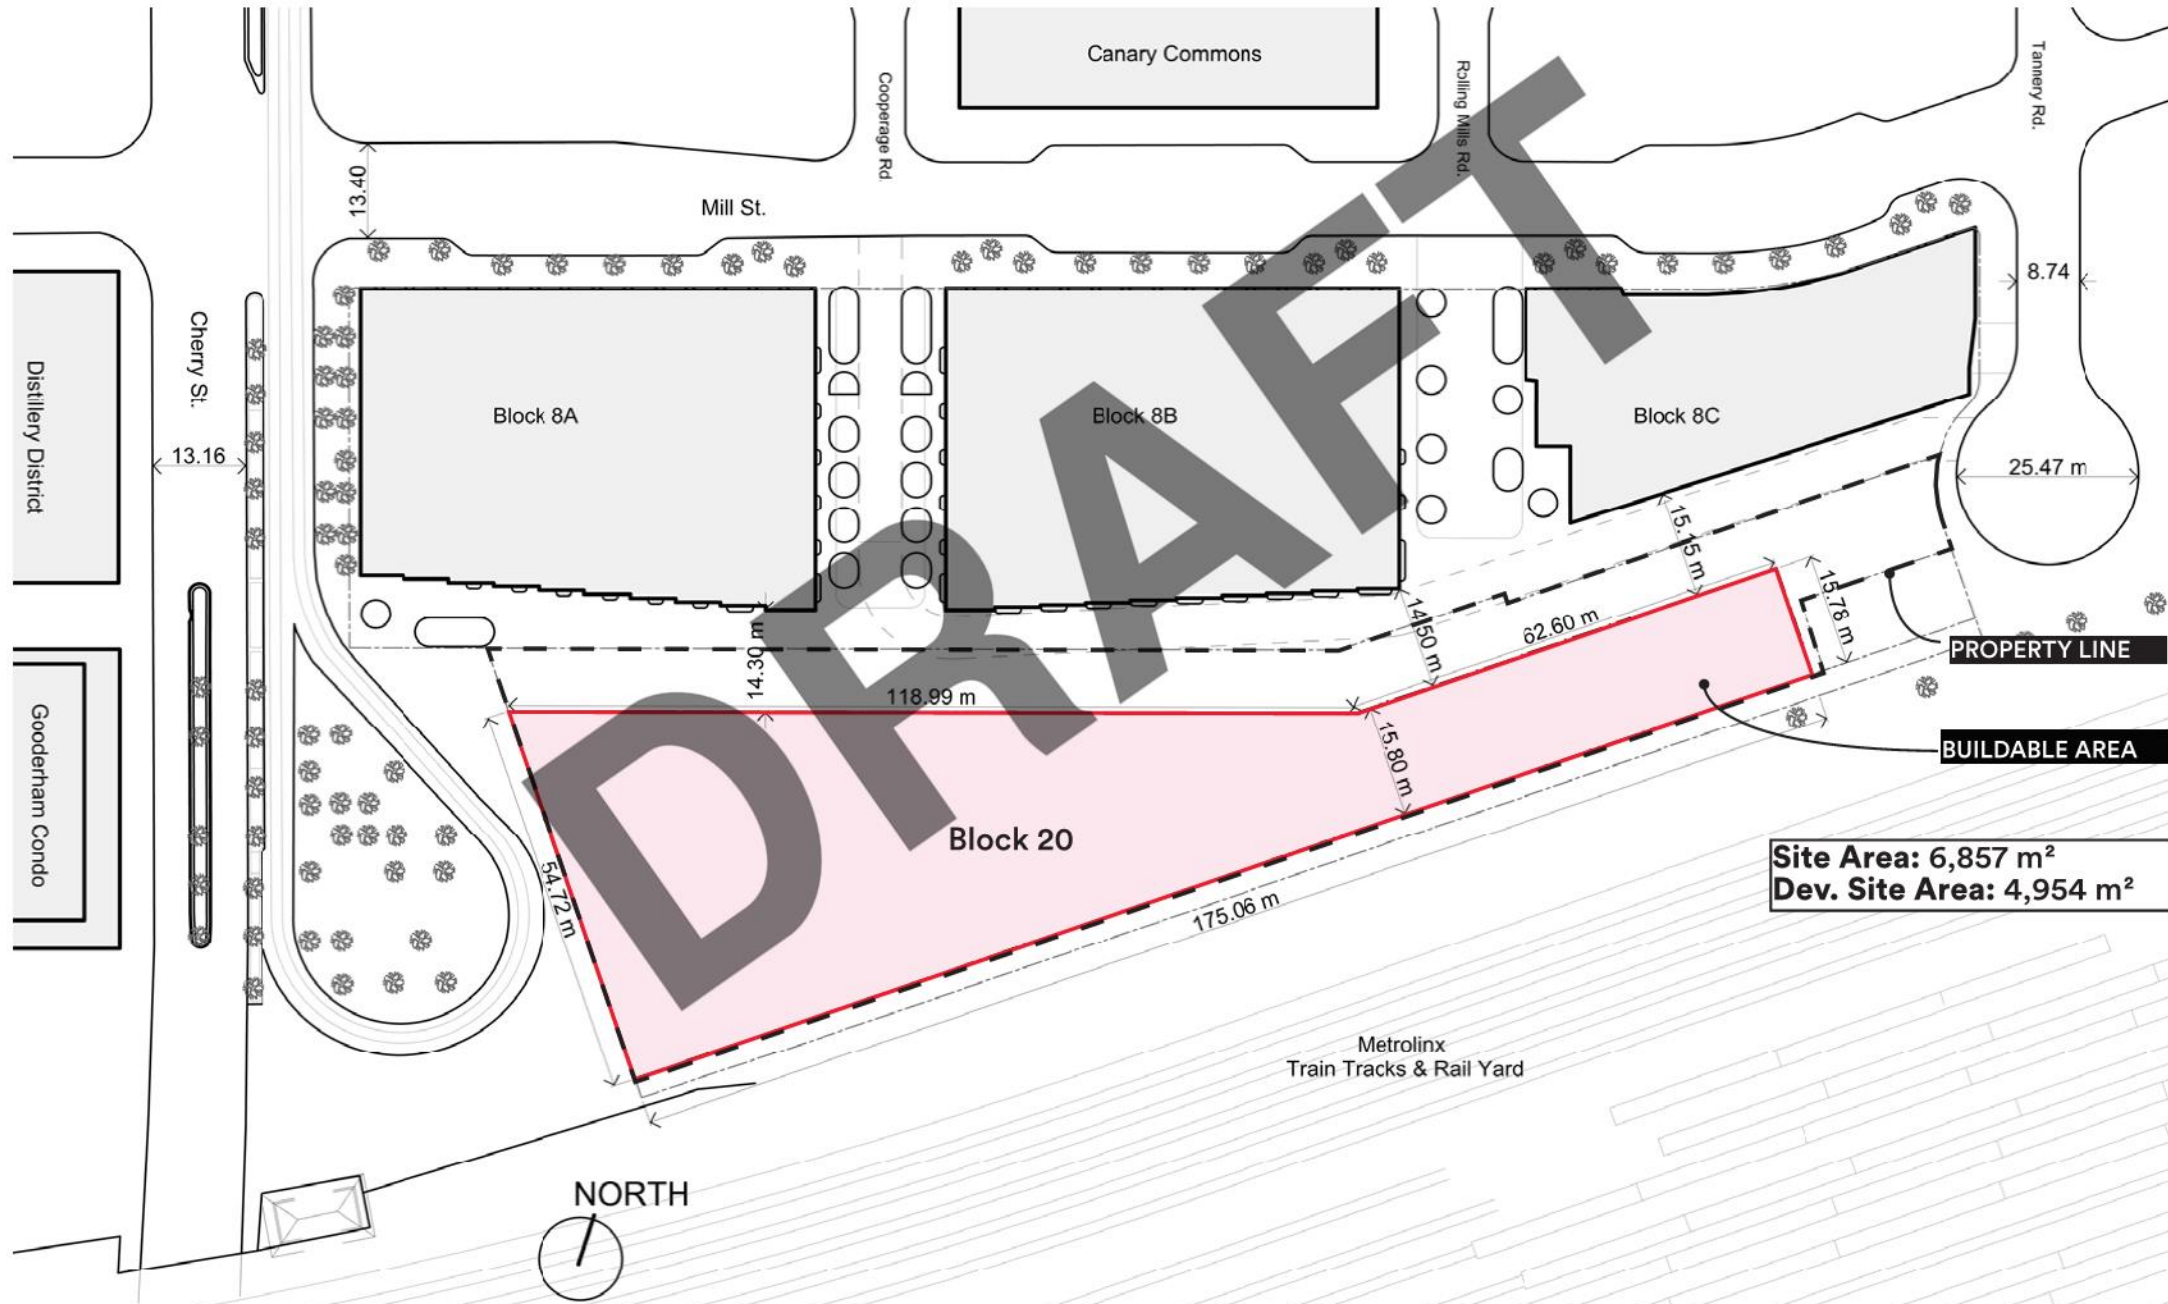 Canary Commons
Cooperage Rd.
Rolling Mills Rd.
Tannery Rd.
13.40
Mill St.
8.74
Cherry St.
Distillery District
Block 8A
Block 8B
Block 8C
13.16
25.47 m
15.15 m
14.50 m
62.60 m
15.78 m
14.30 m
118.99 m
PROPERTY LINE
15.80 m
BUILDABLE AREA
Gooderham Condo
Block 20
54.72 m
175.06 m
Site Area: 6,857 m²
Dev. Site Area: 4,954 m²
Metrolinx
Train Tracks & Rail Yard
NORTH
DRAFT